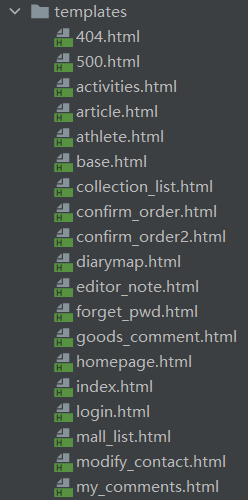 templates
404.html
500.html
activities.html
article.html
athlete.html
base.html
collection_list.html
confirm_order.html
confirm_order2.html
diarymap.html
editor_note.html
forget_pwd.html
goods_comment.html
homepage.html
index.html
login.html
mall_list.html
modify_contact.html
my_comments.html